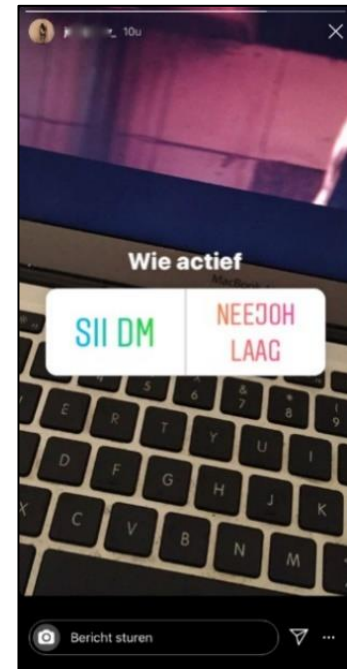 10u
Wie actief
SII DM
NEEJOH
LAAG
E R T Y U I
D F G H J K
C V B N M
Bericht sturen